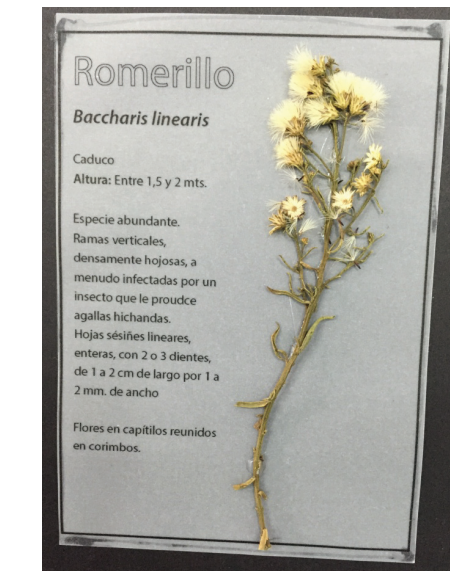 Romerillo
Baccharis linearis
Caduco
Altura: Entre 1,5 y 2 mts.
Especie abundante.
Ramas verticales,
densamente hojosas, a
menudo infectadas por un
insecto que le proudce
agallas hichandas.
Hojas sésiñes lineares,
enteras, con 2 o 3 dientes,
de 1 a 2 cm de largo por 1 a
2 mm. de ancho
Flores en capítilos reunidos
en corimbos.